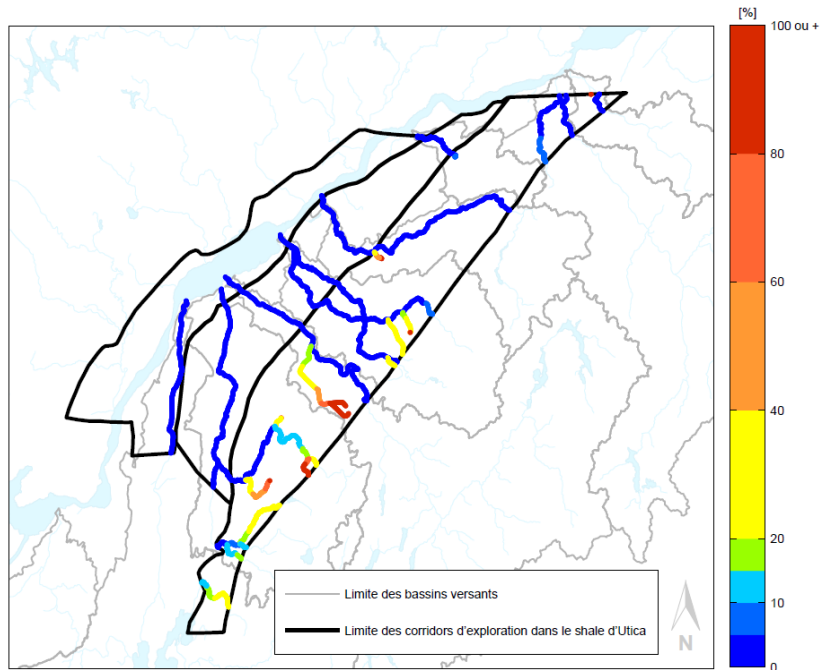 [%]
100 ou +
80
60
40
20
10
0
Limite des bassins versants
Limite des corridors d'exploration dans le shale d'Utica
N